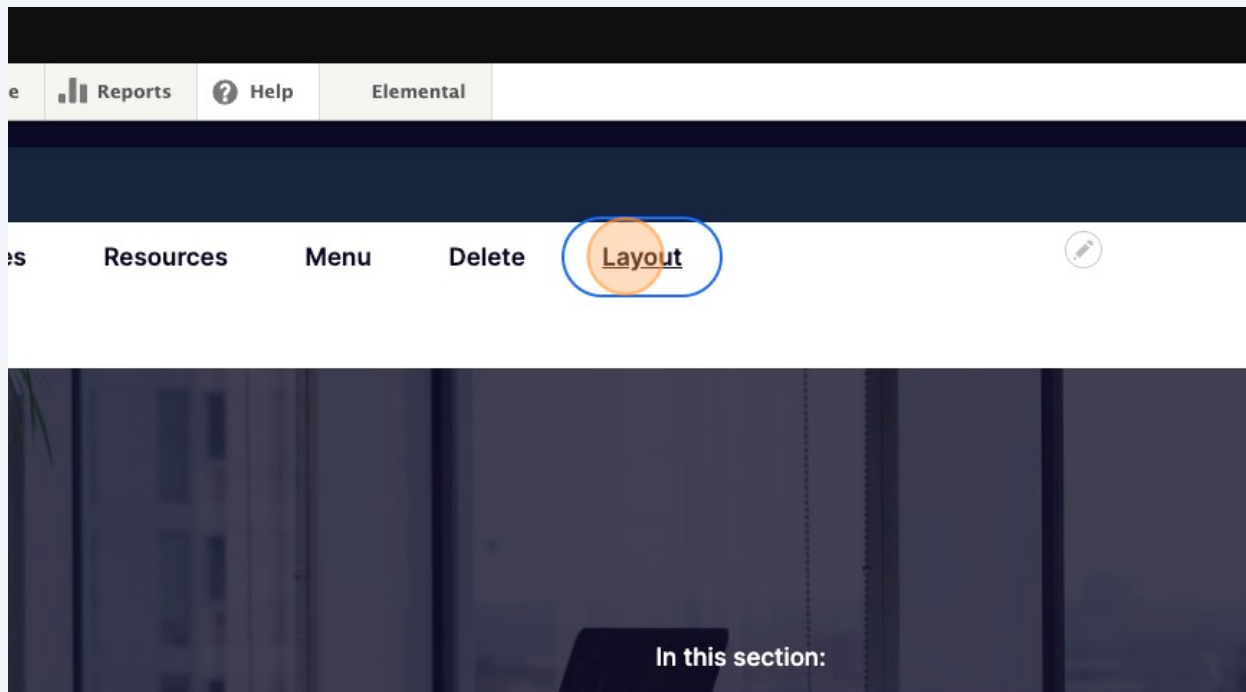 e Reports Help Elemental
es Resources Menu Delete Layout
In this section: